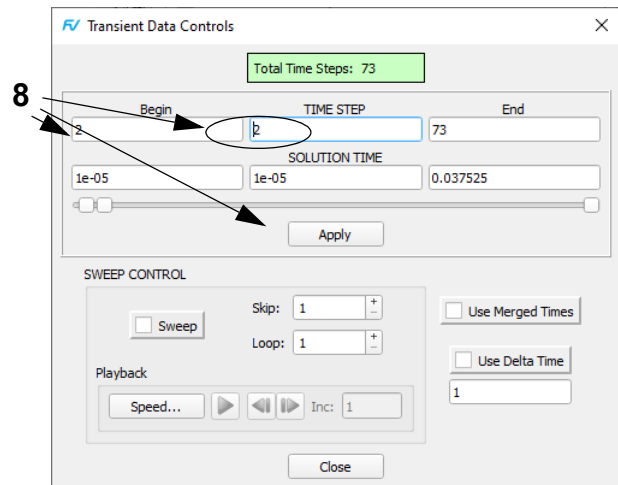 FV Transient Data Controls
Total Time Steps: 73
8
Begin TIME STEP End
2 2 73
SOLUTION TIME
1e-05 1e-05 0.037525
Apply
SWEEP CONTROL
Sweep Skip: 1 Use Merged Times
Loop: 1
Use Delta Time
Playback 1
Speed... Inc: 1
Close